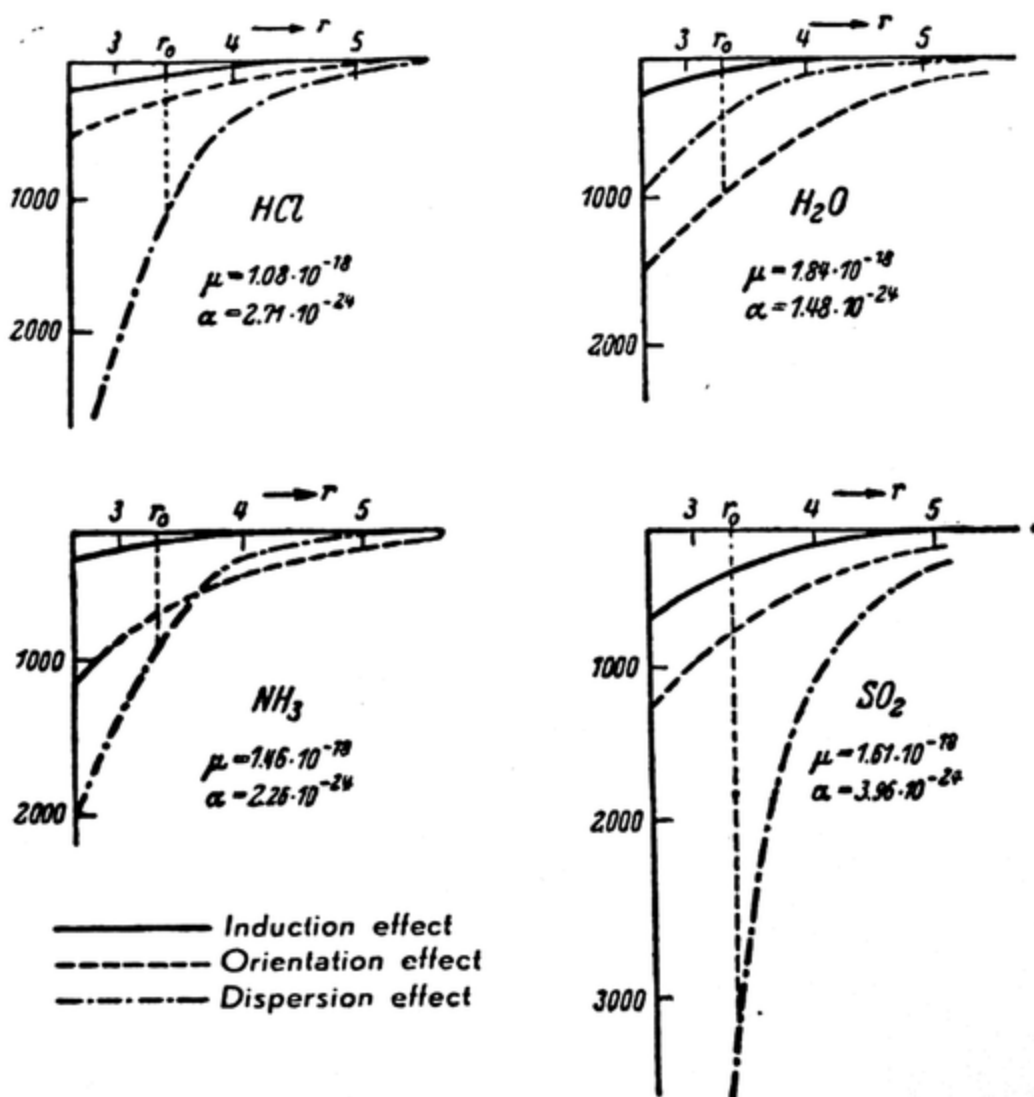 3 r₀ 4 → r 5
1000
2000
HCl
μ=1.08·10⁻¹⁸
α=2.71·10⁻²⁴
3 r₀ 4 → r 5
1000
2000
H₂O
μ=1.84·10⁻¹⁸
α=1.48·10⁻²⁴
3 r₀ 4 → r 5
1000
2000
NH₃
μ=1.46·10⁻¹⁸
α=2.26·10⁻²⁴
3 r₀ 4 → r 5
1000
2000
3000
SO₂
μ=1.61·10⁻¹⁸
α=3.96·10⁻²⁴
Induction effect
Orientation effect
Dispersion effect